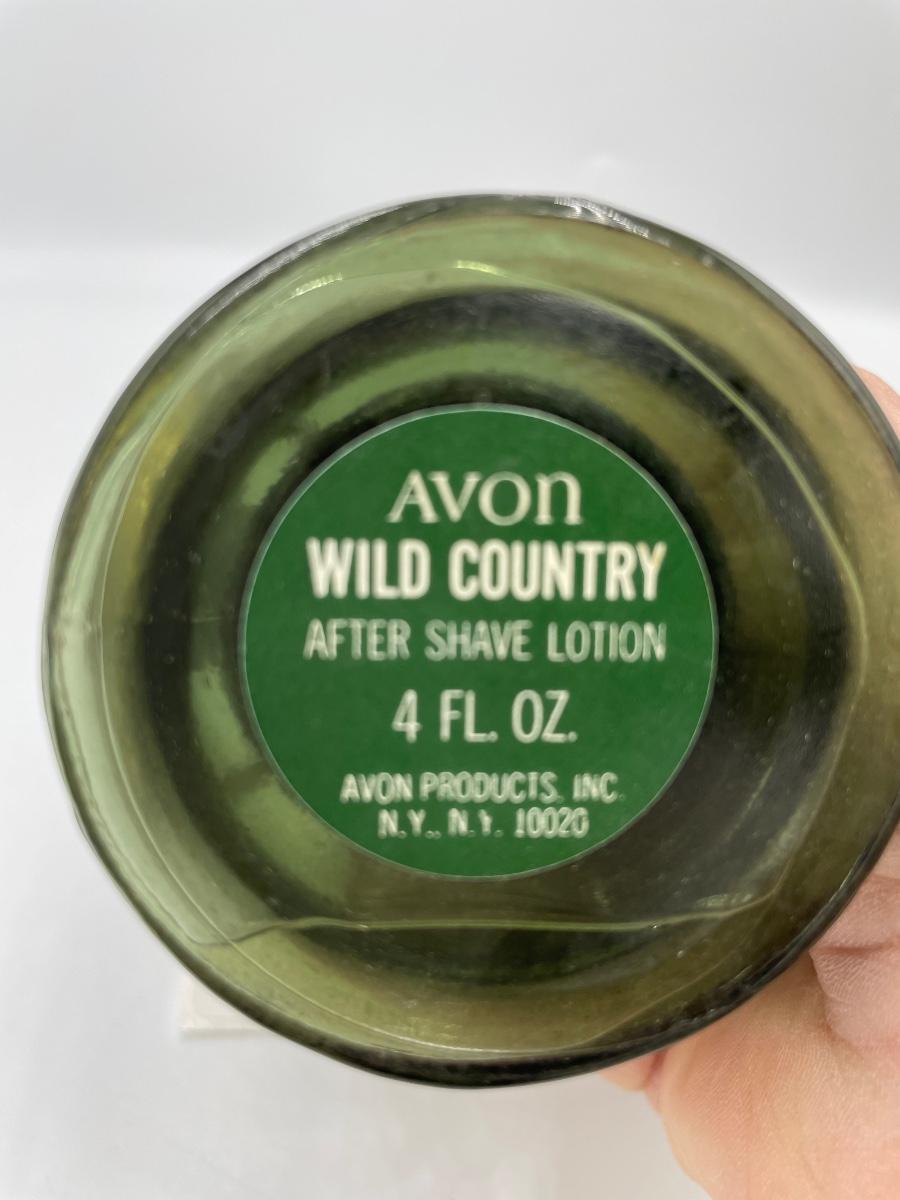 AVON
WILD COUNTRY
AFTER SHAVE LOTION
4 FL. OZ.
AVON PRODUCTS, INC.
N.Y., N.Y. 10020